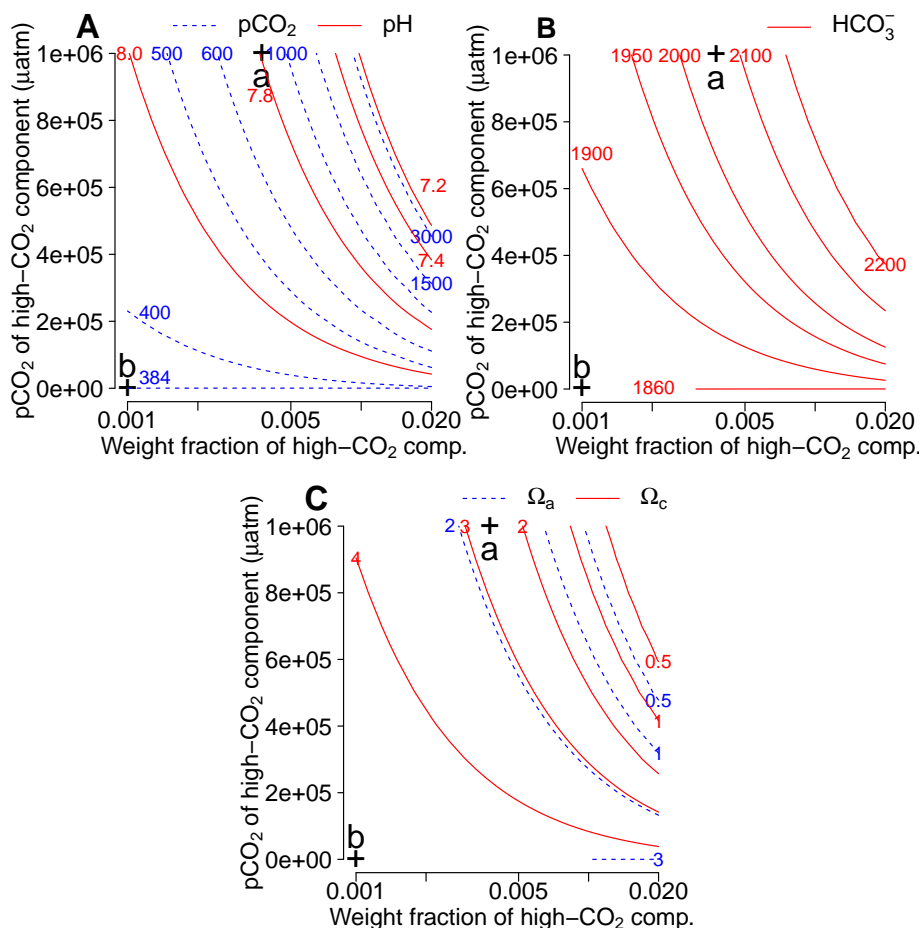 A pCO₂ pH
pCO₂ of high−CO₂ component (µatm)
1e+06
8e+05
6e+05
4e+05
2e+05
0e+00
8.0 500 600 1000
a
7.8
7.2
3000
7.4
1500
400
384
b
0.001 0.005 0.020
Weight fraction of high−CO₂ comp.
B HCO₃⁻
pCO₂ of high−CO₂ component (µatm)
1e+06
8e+05
6e+05
4e+05
2e+05
0e+00
1950 2000 2100
a
1900
2200
1860
b
0.001 0.005 0.020
Weight fraction of high−CO₂ comp.
C Ωₐ Ω꜀
pCO₂ of high−CO₂ component (µatm)
1e+06
8e+05
6e+05
4e+05
2e+05
0e+00
2 3 2
a
4
0.5
0.5
1
1
3
b
0.001 0.005 0.020
Weight fraction of high−CO₂ comp.